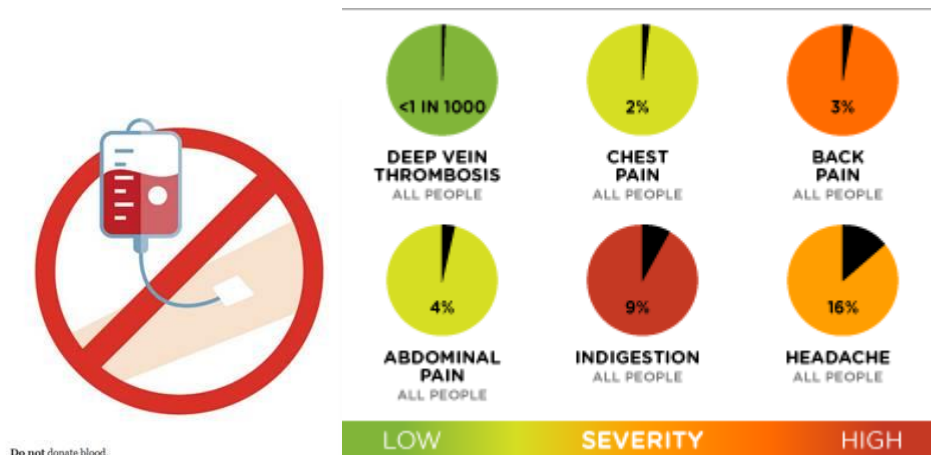 <1 IN 1000
DEEP VEIN
THROMBOSIS
ALL PEOPLE
2%
CHEST
PAIN
ALL PEOPLE
3%
BACK
PAIN
ALL PEOPLE
4%
ABDOMINAL
PAIN
ALL PEOPLE
9%
INDIGESTION
ALL PEOPLE
16%
HEADACHE
ALL PEOPLE
LOW SEVERITY HIGH
Do not donate blood.